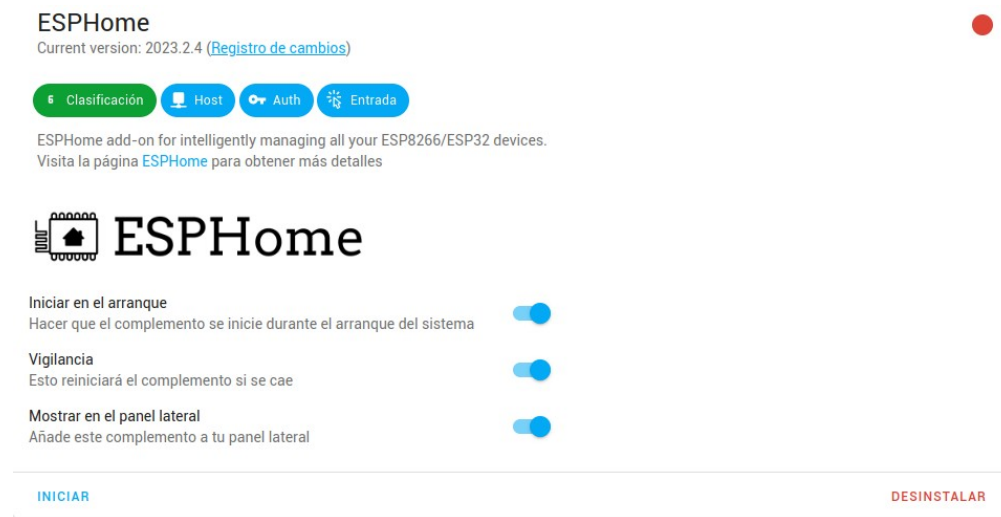 ESPHome
Current version: 2023.2.4 (Registro de cambios)
6 Clasificación Host Auth Entrada
ESPHome add-on for intelligently managing all your ESP8266/ESP32 devices.
Visita la página ESPHome para obtener más detalles
ESPHome
Iniciar en el arranque
Hacer que el complemento se inicie durante el arranque del sistema
Vigilancia
Esto reiniciará el complemento si se cae
Mostrar en el panel lateral
Añade este complemento a tu panel lateral
INICIAR DESINSTALAR